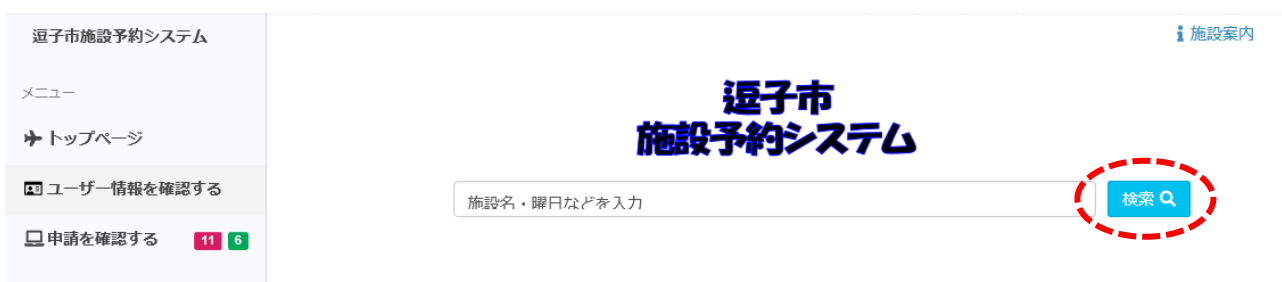 逗子市施設予約システム
施設案内
メニュー
トップページ
ユーザー情報を確認する
申請を確認する 11 6
逗子市
施設予約システム
施設名・曜日などを入力
検索